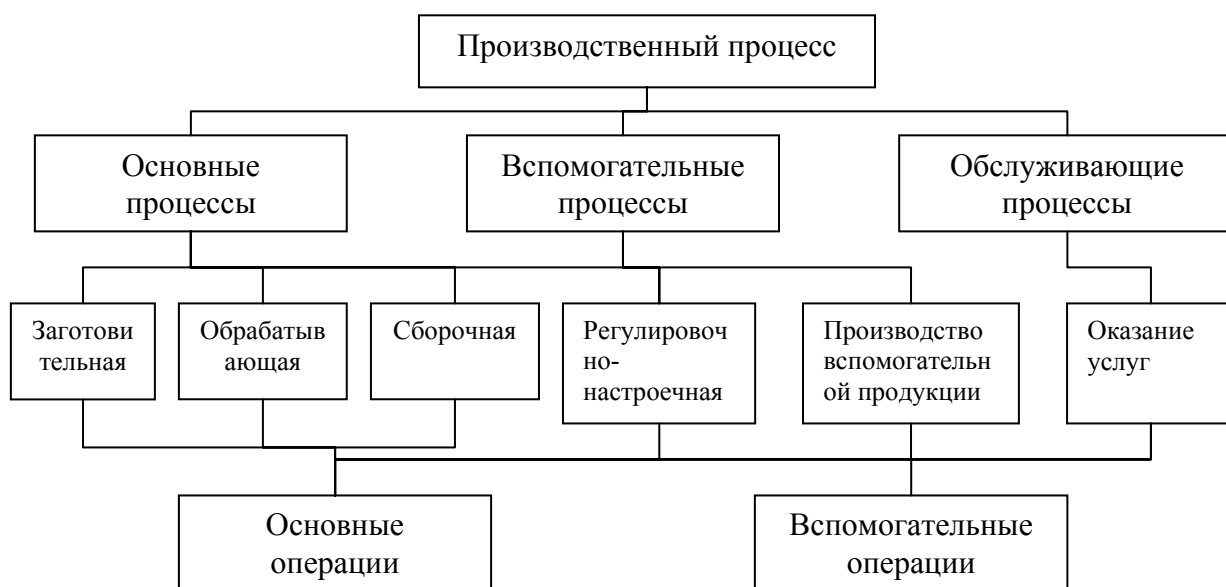 Производственный процесс
Основные
процессы
Вспомогательные
процессы
Обслуживающие
процессы
Заготови
тельная
Обрабатыв
ающая
Сборочная
Регулировоч
но-
настроечная
Производство
вспомогательн
ой продукции
Оказание
услуг
Основные
операции
Вспомогательные
операции